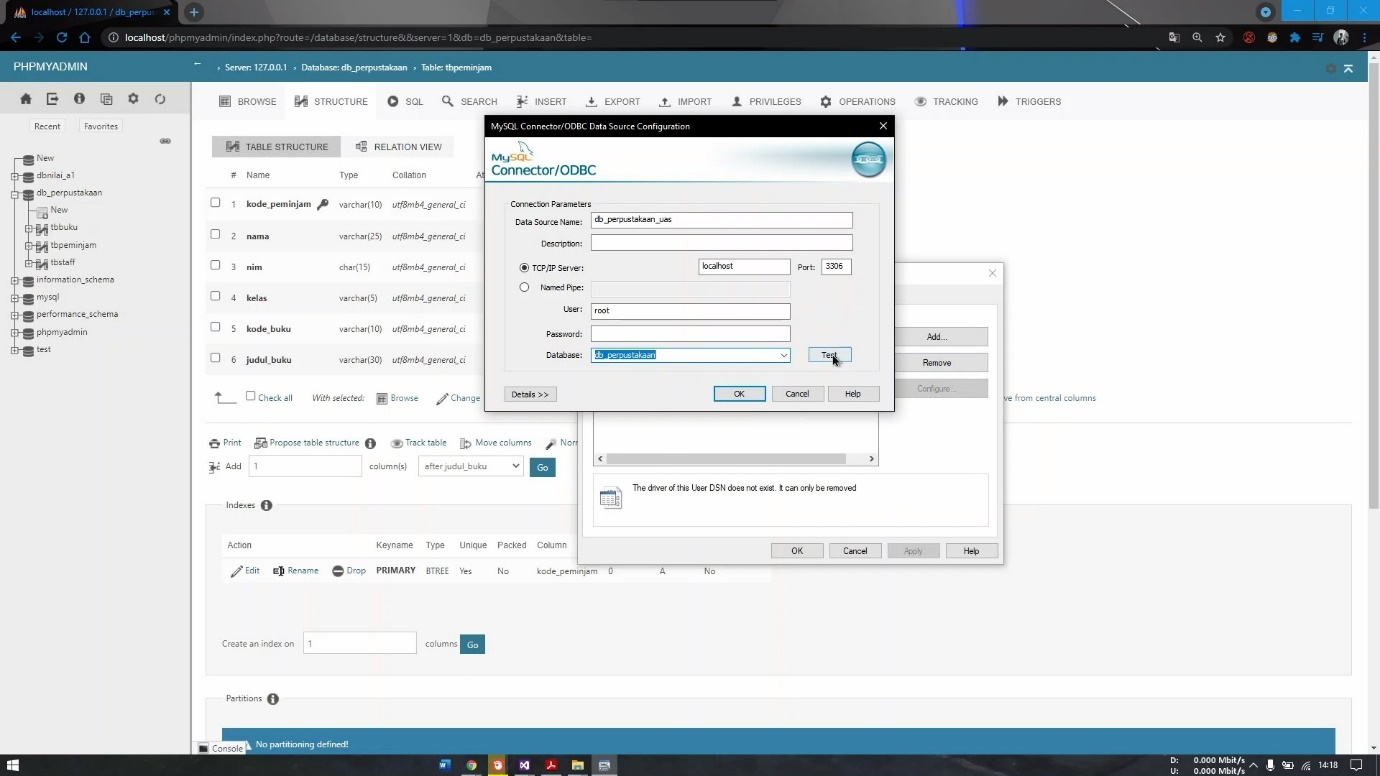 localhost / 127.0.0.1 / db_perpus
localhost/phpmyadmin/index.php?route=/database/structure&server=1&db=db_perpustakaan&table=
PHPMYADMIN
Server: 127.0.0.1 › Database: db_perpustakaan › Table: tbpeminjam
BROWSE STRUCTURE SQL SEARCH INSERT EXPORT IMPORT PRIVILEGES OPERATIONS TRACKING TRIGGERS
Recent Favorites
New
dbnilai_a1
db_perpustakaan
New
tbbuku
tbpeminjam
tbstaff
information_schema
mysql
performance_schema
phpmyadmin
test
TABLE STRUCTURE RELATION VIEW
# Name Type Collation
1 kode_peminjam varchar(10) utf8mb4_general_ci
2 nama varchar(25) utf8mb4_general_ci
3 nim char(15) utf8mb4_general_ci
4 kelas varchar(5) utf8mb4_general_ci
5 kode_buku varchar(10) utf8mb4_general_ci
6 judul_buku varchar(30) utf8mb4_general_ci
Check all With selected: Browse Change
ve from central columns
Print Propose table structure Track table Move columns Nor
Add 1 column(s) after judul_buku Go
Indexes
Action Keyname Type Unique Packed Column
Edit Rename Drop PRIMARY BTREE Yes No kode_peminjam 0 A No
Create an index on 1 columns Go
Partitions
No partitioning defined!
Console
MySQL Connector/ODBC Data Source Configuration
MySQL
Connector/ODBC
Connection Parameters
Data Source Name: db_perpustakaan_uas
Description:
TCP/IP Server: localhost Port: 3306
Named Pipe:
User: root
Password:
Database: db_perpustakaan Test
Details >> OK Cancel Help
Add...
Remove
Configure...
The driver of this User DSN does not exist. It can only be removed
OK Cancel Apply Help
D: 0.000 Mbit/s
U: 0.000 Mbit/s
14:18